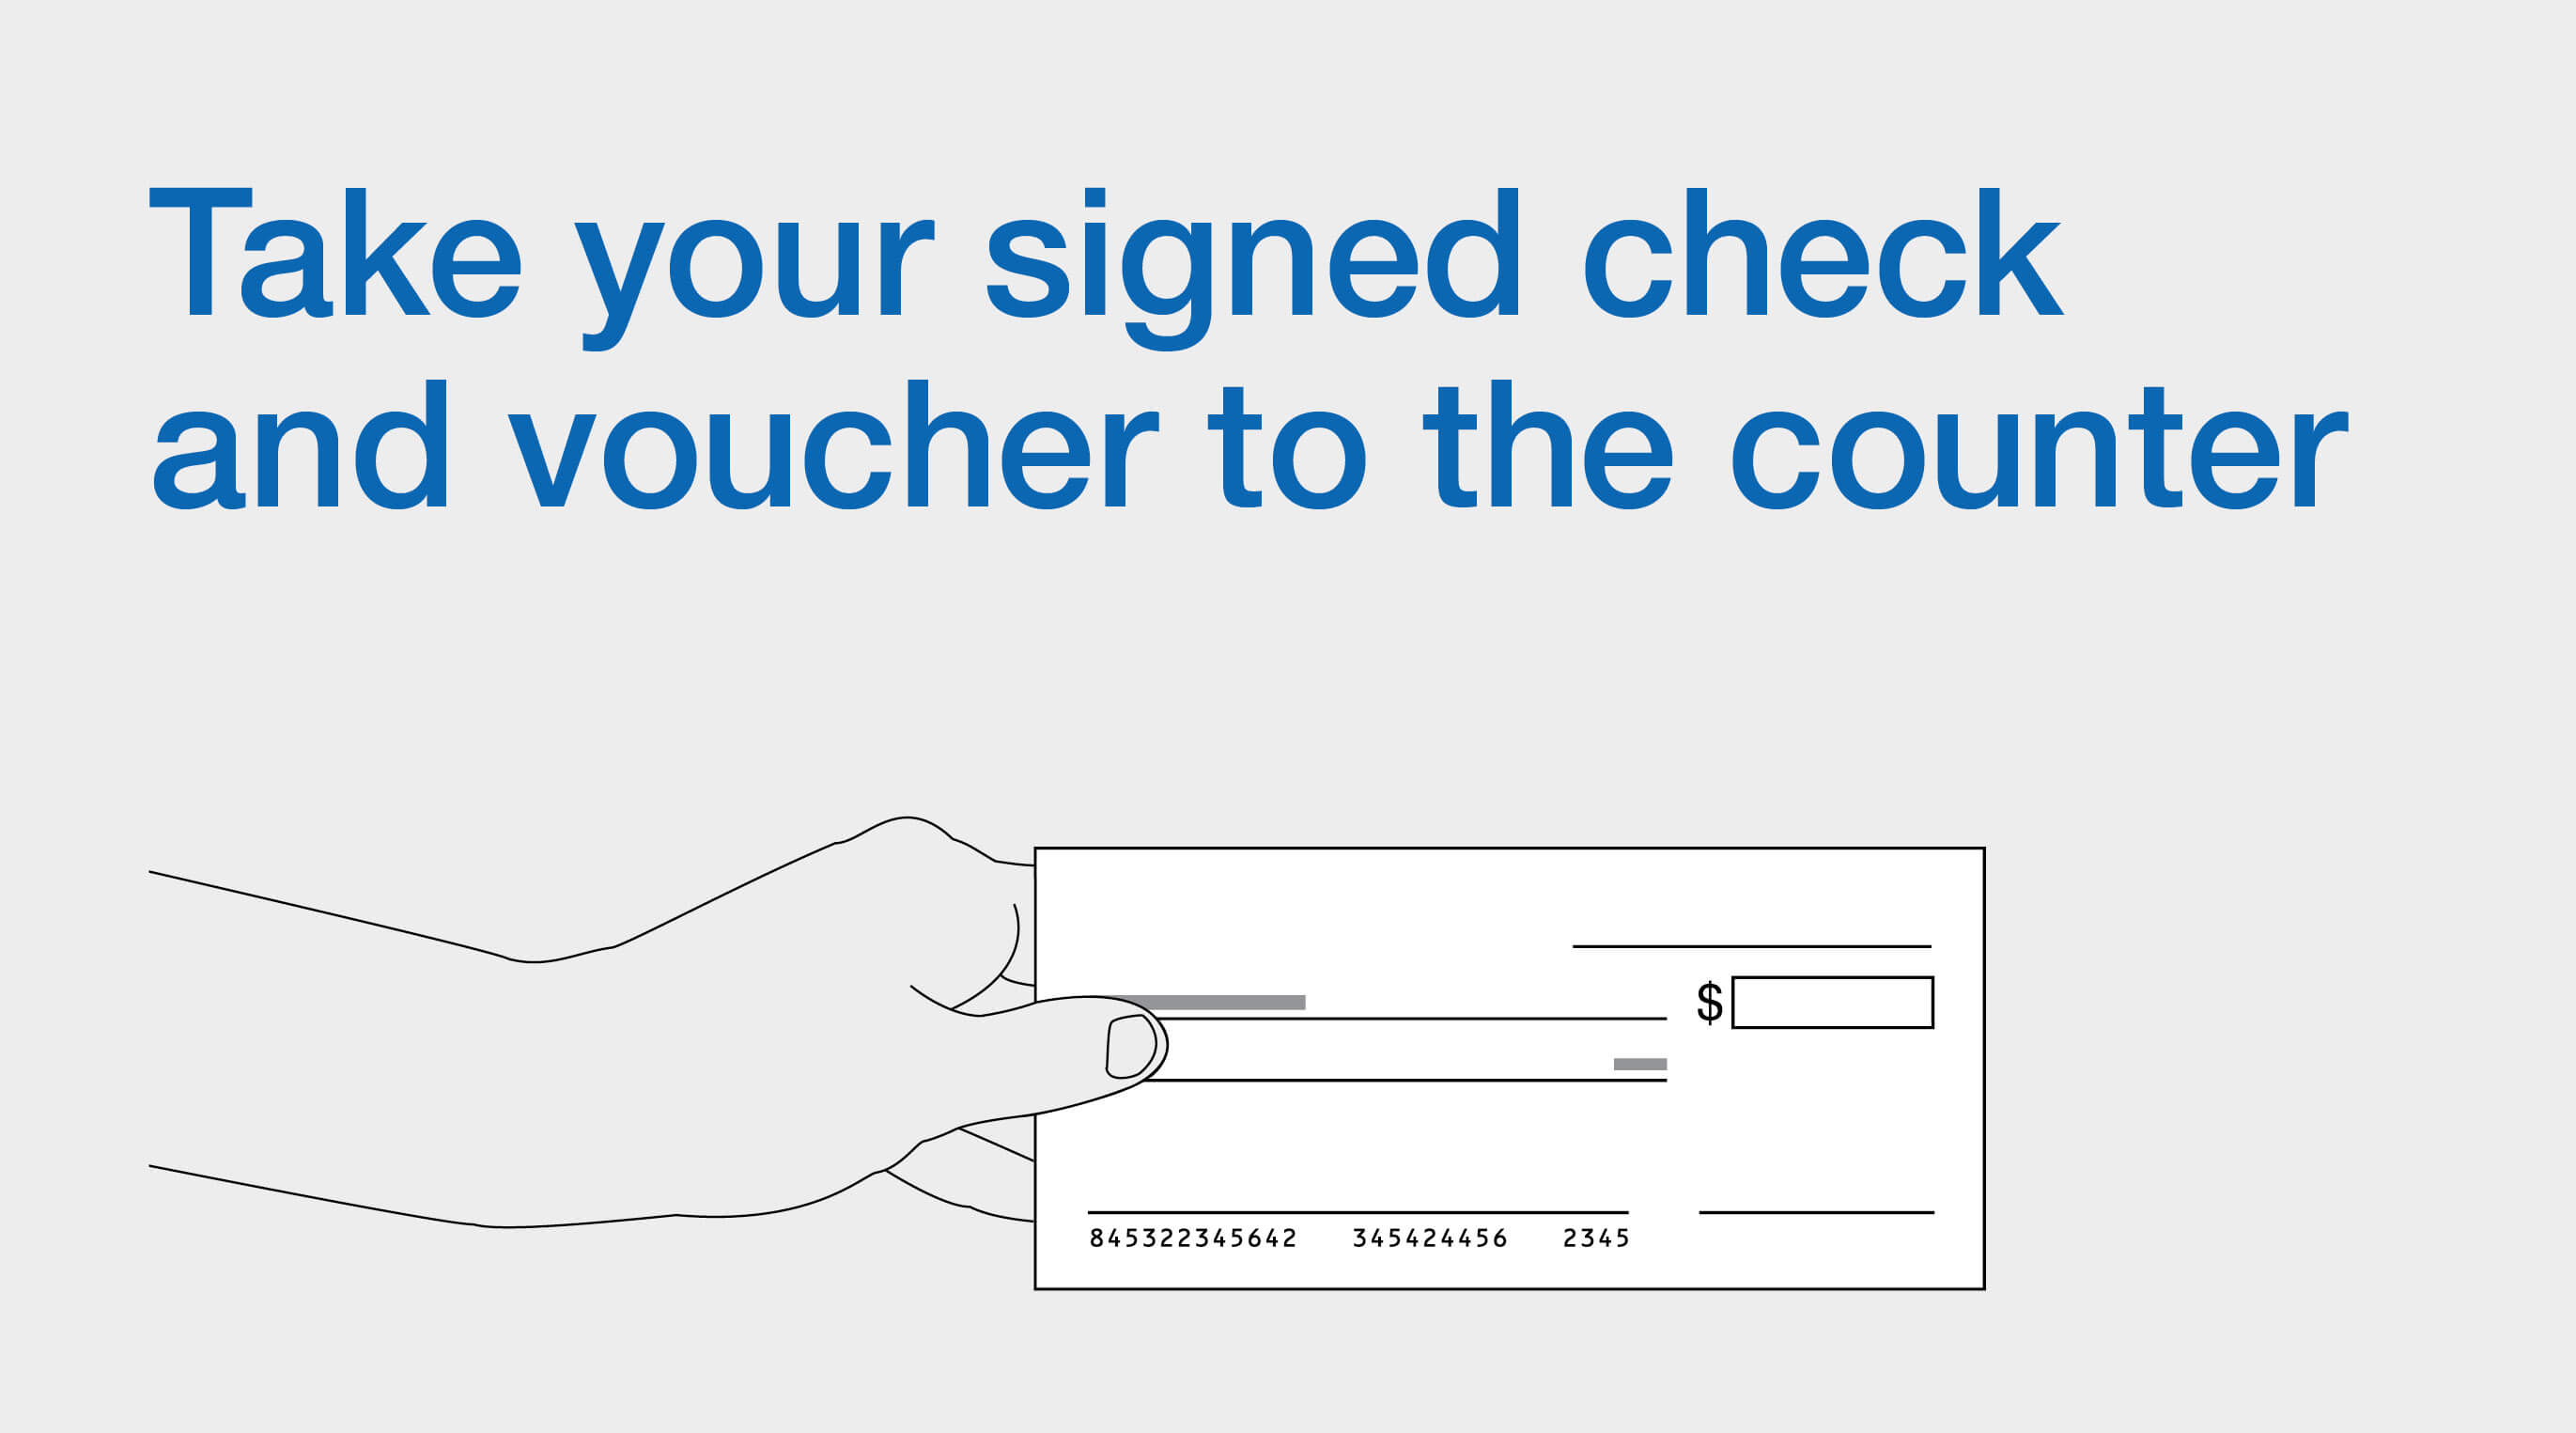 Take your signed check
and voucher to the counter
$
845322345642 345424456 2345